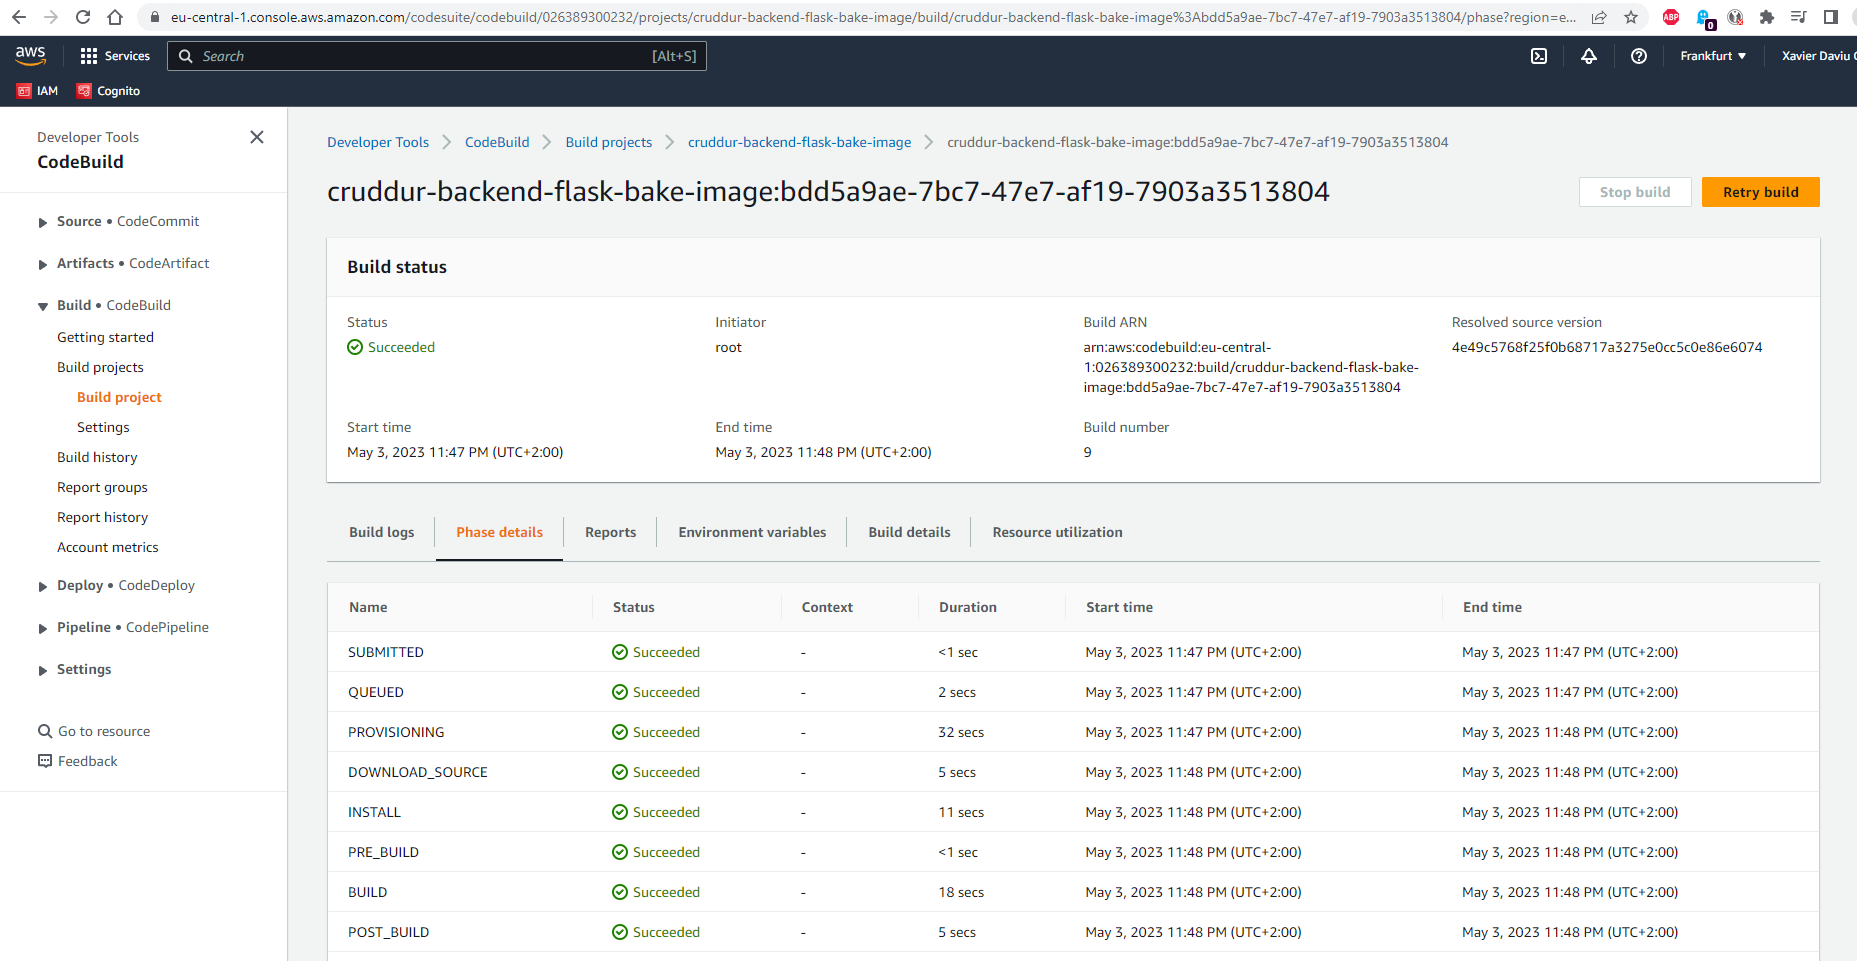 eu-central-1.console.aws.amazon.com/codesuite/codebuild/026389300232/projects/cruddur-backend-flask-bake-image/build/cruddur-backend-flask-bake-image%3Abdd5a9ae-7bc7-47e7-af19-7903a3513804/phase?region=e...
ABP
0
aws
Services
Search
[Alt+S]
Frankfurt
Xavier Daviu
IAM
Cognito
Developer Tools
CodeBuild
Source • CodeCommit
Artifacts • CodeArtifact
Build • CodeBuild
Getting started
Build projects
Build project
Settings
Build history
Report groups
Report history
Account metrics
Deploy • CodeDeploy
Pipeline • CodePipeline
Settings
Go to resource
Feedback
Developer Tools
CodeBuild
Build projects
cruddur-backend-flask-bake-image
cruddur-backend-flask-bake-image:bdd5a9ae-7bc7-47e7-af19-7903a3513804
cruddur-backend-flask-bake-image:bdd5a9ae-7bc7-47e7-af19-7903a3513804
Stop build
Retry build
Build status
Status
Succeeded
Initiator
root
Build ARN
arn:aws:codebuild:eu-central-
1:026389300232:build/cruddur-backend-flask-bake-
image:bdd5a9ae-7bc7-47e7-af19-7903a3513804
Resolved source version
4e49c5768f25f0b68717a3275e0cc5c0e86e6074
Start time
May 3, 2023 11:47 PM (UTC+2:00)
End time
May 3, 2023 11:48 PM (UTC+2:00)
Build number
9
Build logs
Phase details
Reports
Environment variables
Build details
Resource utilization
Name Status Context Duration Start time End time
SUBMITTED Succeeded - <1 sec May 3, 2023 11:47 PM (UTC+2:00) May 3, 2023 11:47 PM (UTC+2:00)
QUEUED Succeeded - 2 secs May 3, 2023 11:47 PM (UTC+2:00) May 3, 2023 11:47 PM (UTC+2:00)
PROVISIONING Succeeded - 32 secs May 3, 2023 11:47 PM (UTC+2:00) May 3, 2023 11:48 PM (UTC+2:00)
DOWNLOAD_SOURCE Succeeded - 5 secs May 3, 2023 11:48 PM (UTC+2:00) May 3, 2023 11:48 PM (UTC+2:00)
INSTALL Succeeded - 11 secs May 3, 2023 11:48 PM (UTC+2:00) May 3, 2023 11:48 PM (UTC+2:00)
PRE_BUILD Succeeded - <1 sec May 3, 2023 11:48 PM (UTC+2:00) May 3, 2023 11:48 PM (UTC+2:00)
BUILD Succeeded - 18 secs May 3, 2023 11:48 PM (UTC+2:00) May 3, 2023 11:48 PM (UTC+2:00)
POST_BUILD Succeeded - 5 secs May 3, 2023 11:48 PM (UTC+2:00) May 3, 2023 11:48 PM (UTC+2:00)